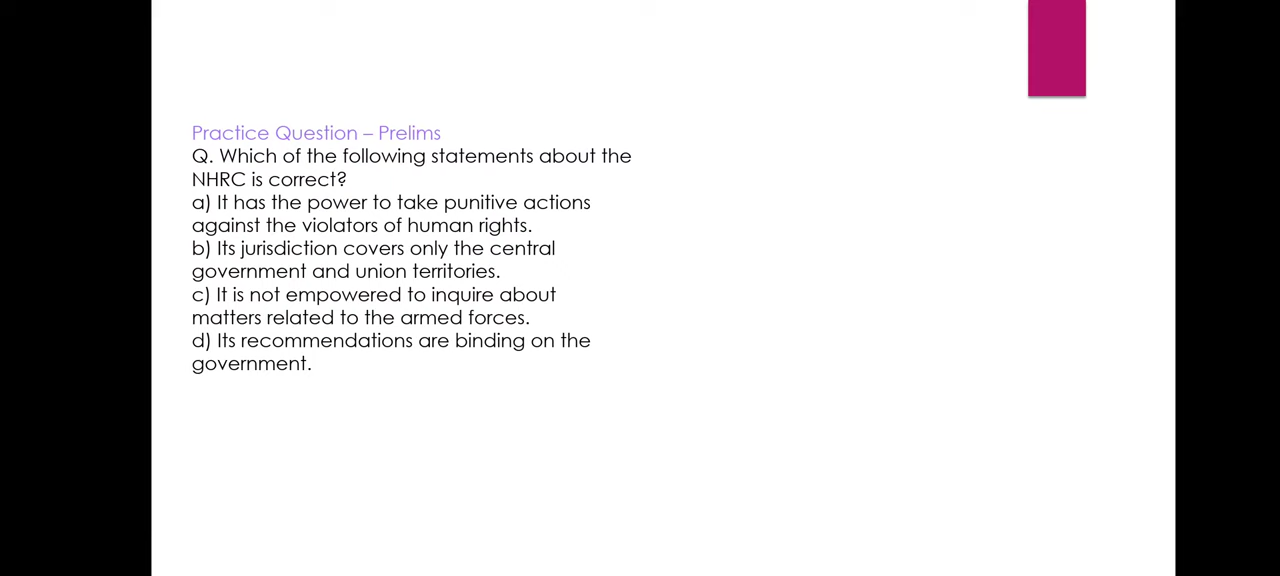 Practice Question – Prelims
Q. Which of the following statements about the
NHRC is correct?
a) It has the power to take punitive actions
against the violators of human rights.
b) Its jurisdiction covers only the central
government and union territories.
c) It is not empowered to inquire about
matters related to the armed forces.
d) Its recommendations are binding on the
government.